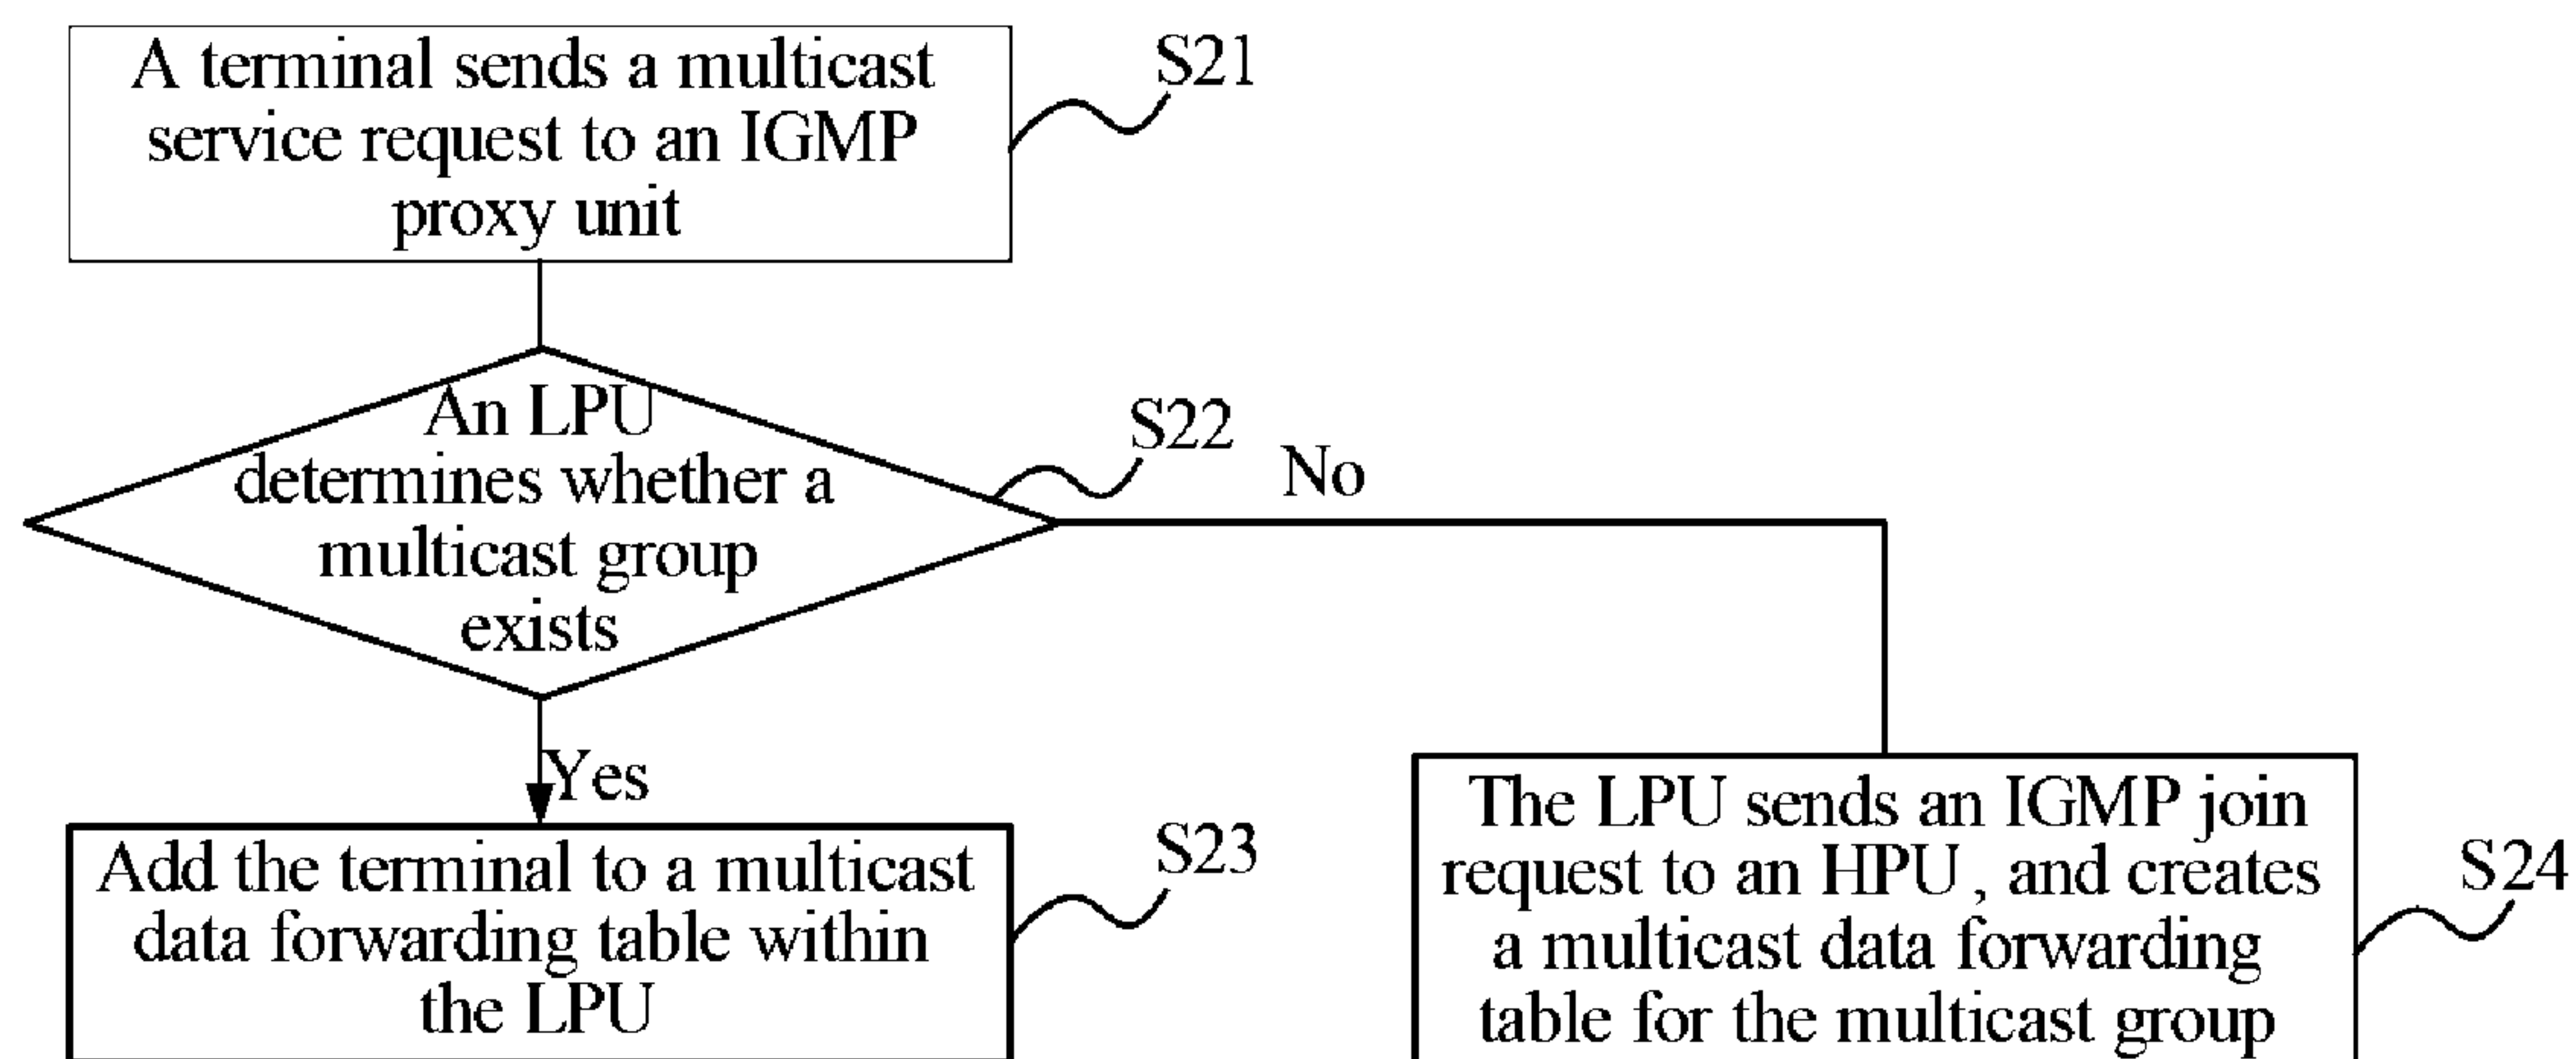 A terminal sends a multicast
service request to an IGMP
proxy unit
S21
An LPU
determines whether a
multicast group
exists
S22
No
Yes
Add the terminal to a multicast
data forwarding table within
the LPU
S23
The LPU sends an IGMP join
request to an HPU , and creates
a multicast data forwarding
table for the multicast group
S24